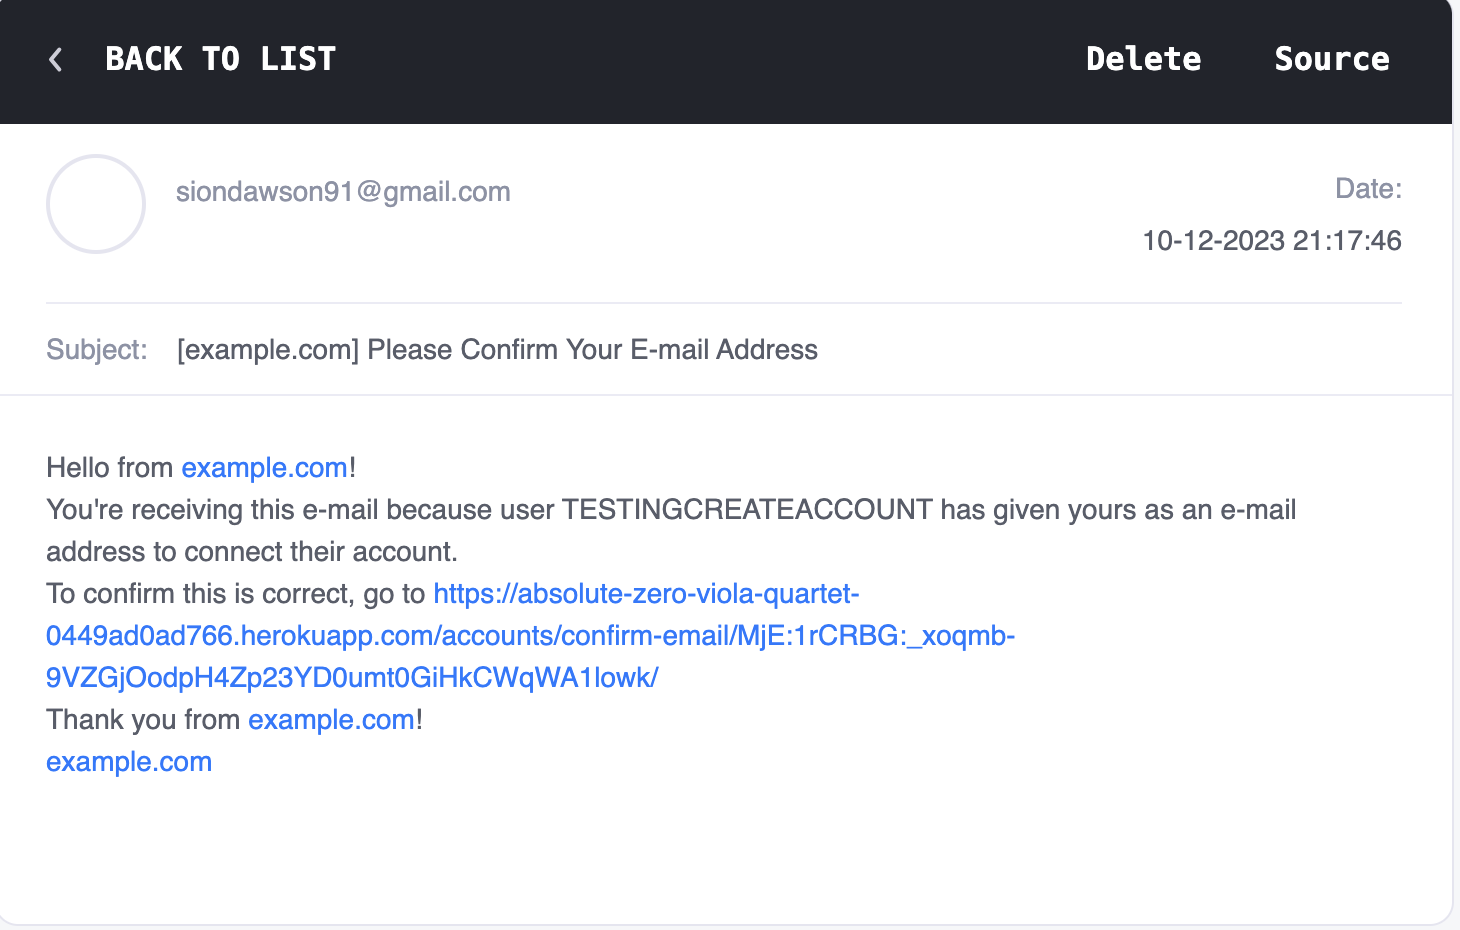 BACK TO LIST
Delete
Source
siondawson91@gmail.com
Date:
10-12-2023 21:17:46
Subject: [example.com] Please Confirm Your E-mail Address
Hello from example.com!
You're receiving this e-mail because user TESTINGCREATEACCOUNT has given yours as an e-mail
address to connect their account.
To confirm this is correct, go to https://absolute-zero-viola-quartet-
0449ad0ad766.herokuapp.com/accounts/confirm-email/MjE:1rCRBG:_xoqmb-
9VZGjOodpH4Zp23YD0umt0GiHkCWqWA1lowk/
Thank you from example.com!
example.com